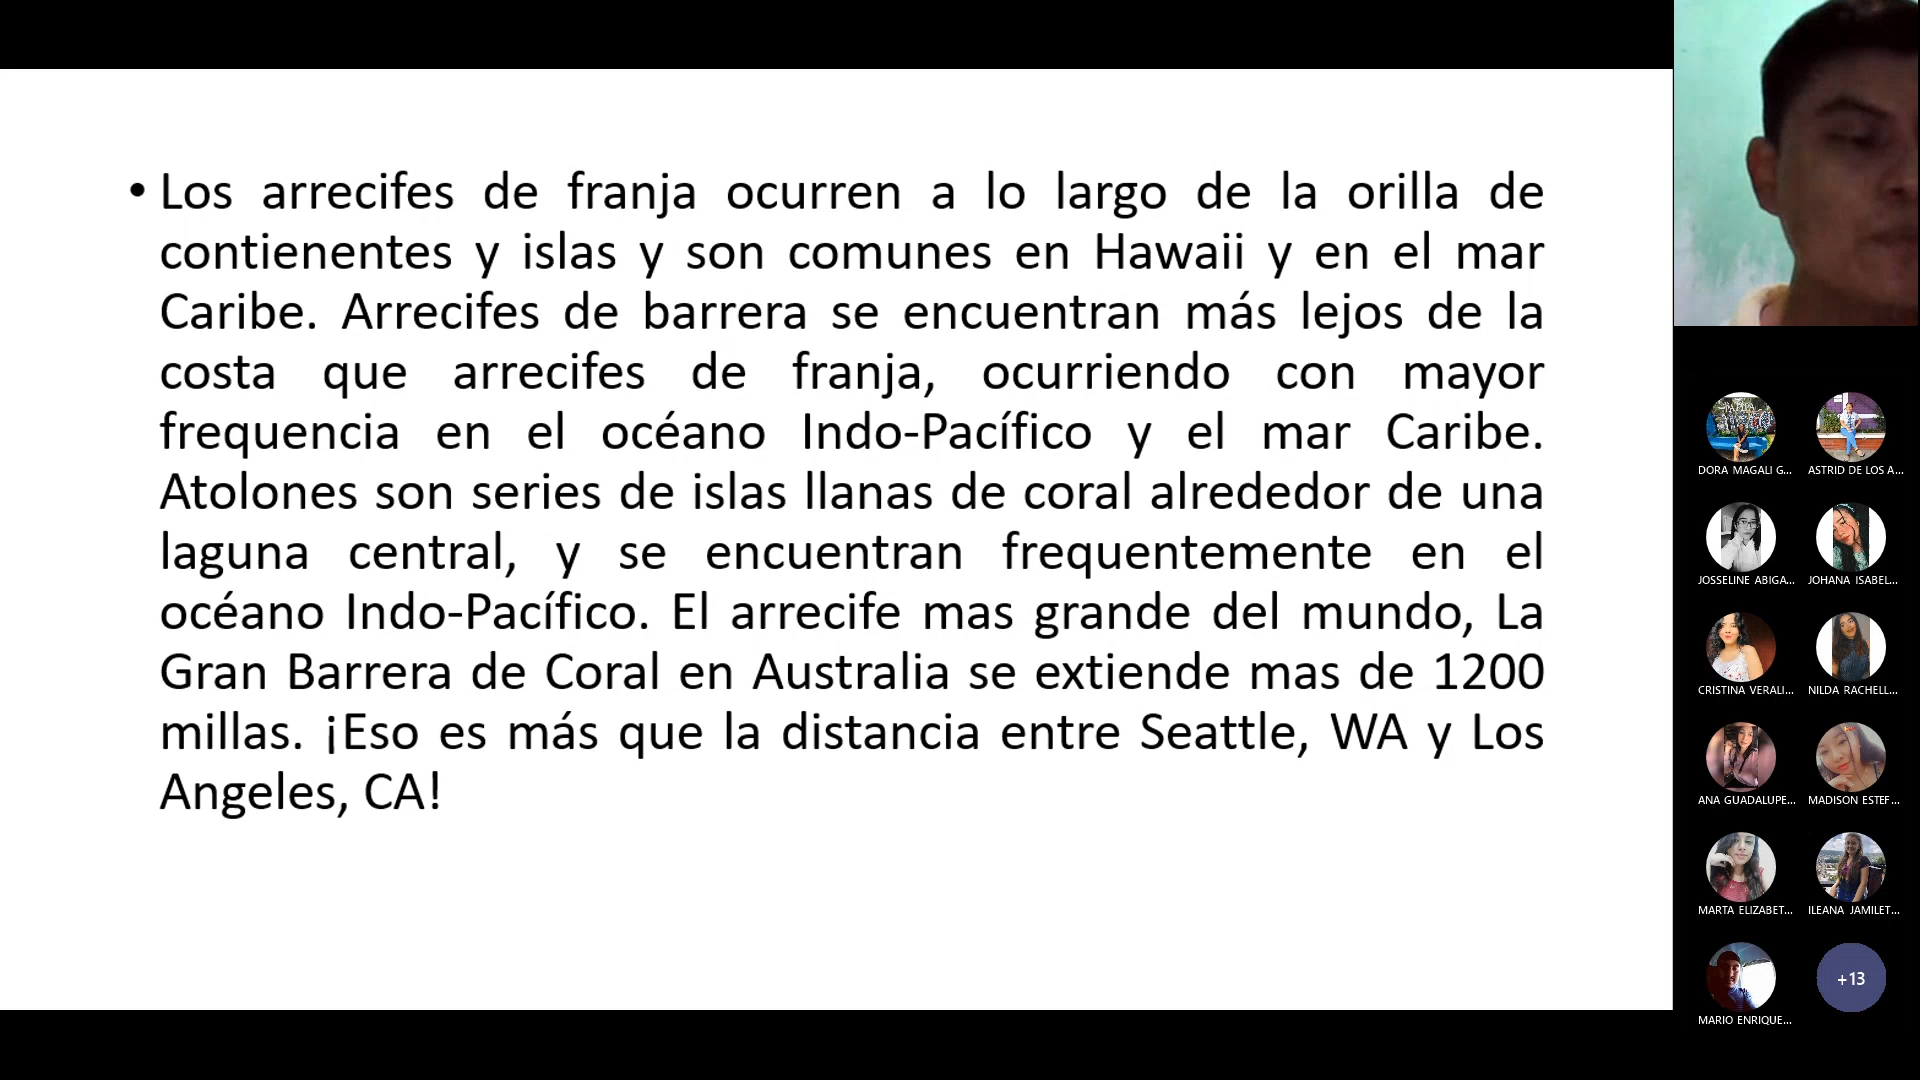 • Los arrecifes de franja ocurren a lo largo de la orilla de
contienentes y islas y son comunes en Hawaii y en el mar
Caribe. Arrecifes de barrera se encuentran más lejos de la
costa que arrecifes de franja, ocurriendo con mayor
frequencia en el océano Indo-Pacífico y el mar Caribe.
Atolones son series de islas llanas de coral alrededor de una
laguna central, y se encuentran frequentemente en el
océano Indo-Pacífico. El arrecife mas grande del mundo, La
Gran Barrera de Coral en Australia se extiende mas de 1200
millas. ¡Eso es más que la distancia entre Seattle, WA y Los
Angeles, CA!
DORA MAGALI G...
ASTRID DE LOS A...
JOSSELINE ABIGA...
JOHANA ISABEL...
CRISTINA VERALI...
NILDA RACHELL...
ANA GUADALUPE...
MADISON ESTEF...
MARTA ELIZABET...
ILEANA JAMILET...
MARIO ENRIQUE...
+13